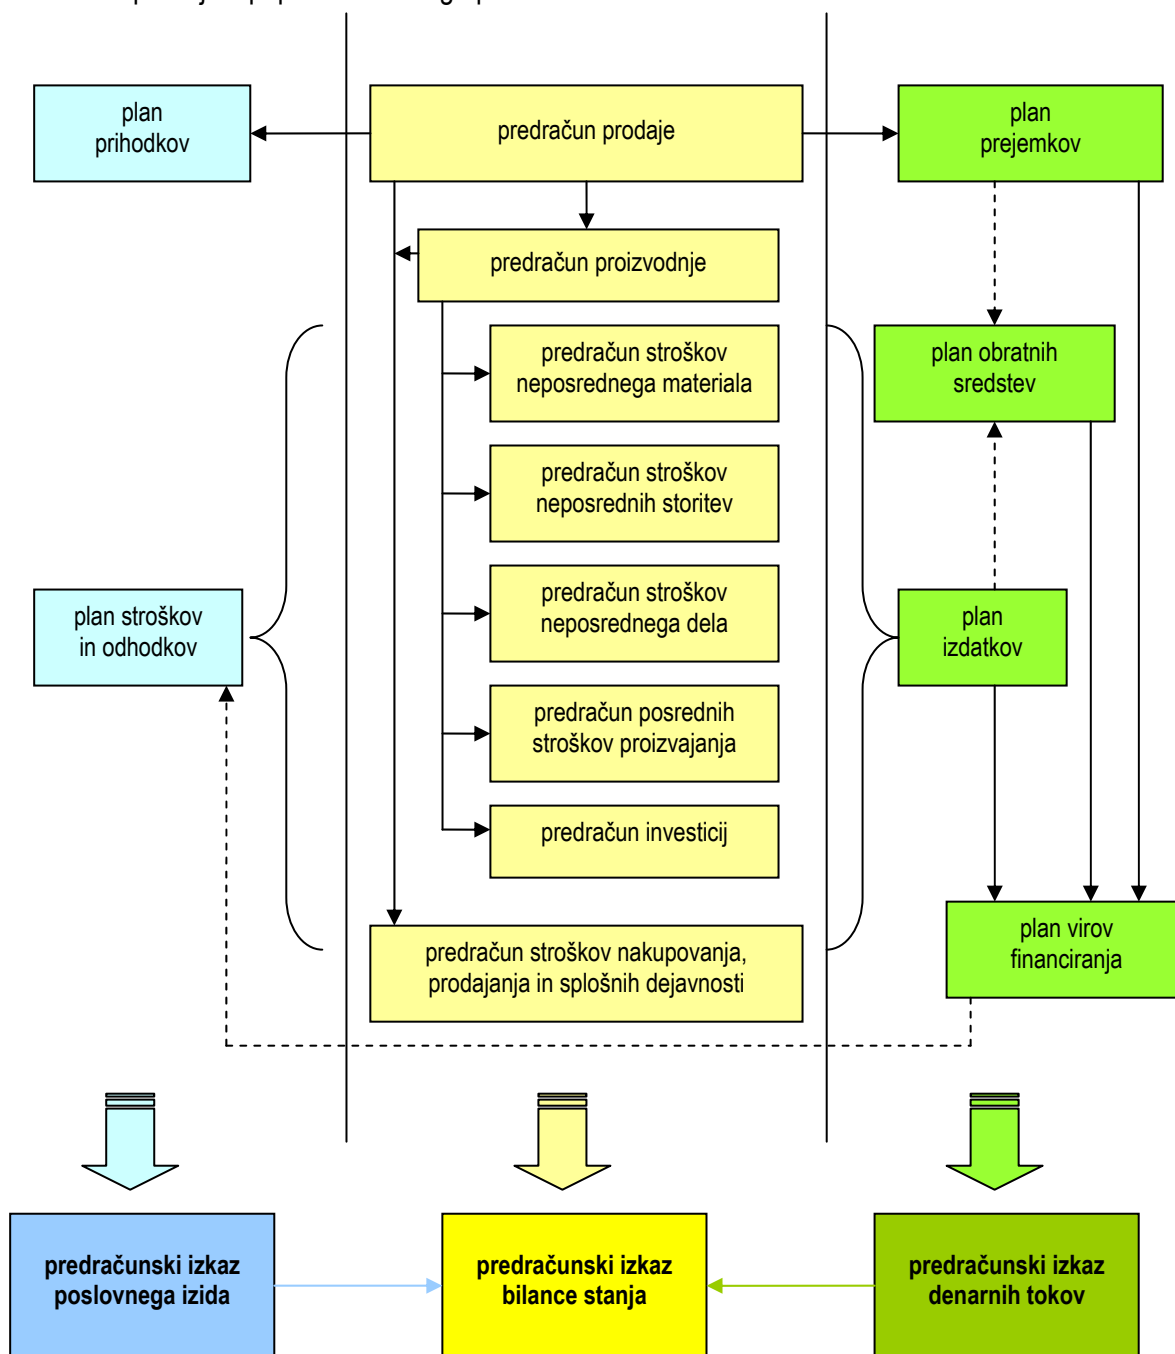 plan
prihodkov
predračun prodaje
plan
prejemkov
predračun proizvodnje
predračun stroškov
neposrednega materiala
plan obratnih
sredstev
predračun stroškov
neposrednih storitev
plan stroškov
in odhodkov
predračun stroškov
neposrednega dela
plan
izdatkov
predračun posrednih
stroškov proizvajanja
predračun investicij
predračun stroškov nakupovanja,
prodajanja in splošnih dejavnosti
plan virov
financiranja
predračunski izkaz
poslovnega izida
predračunski izkaz
bilance stanja
predračunski izkaz
denarnih tokov